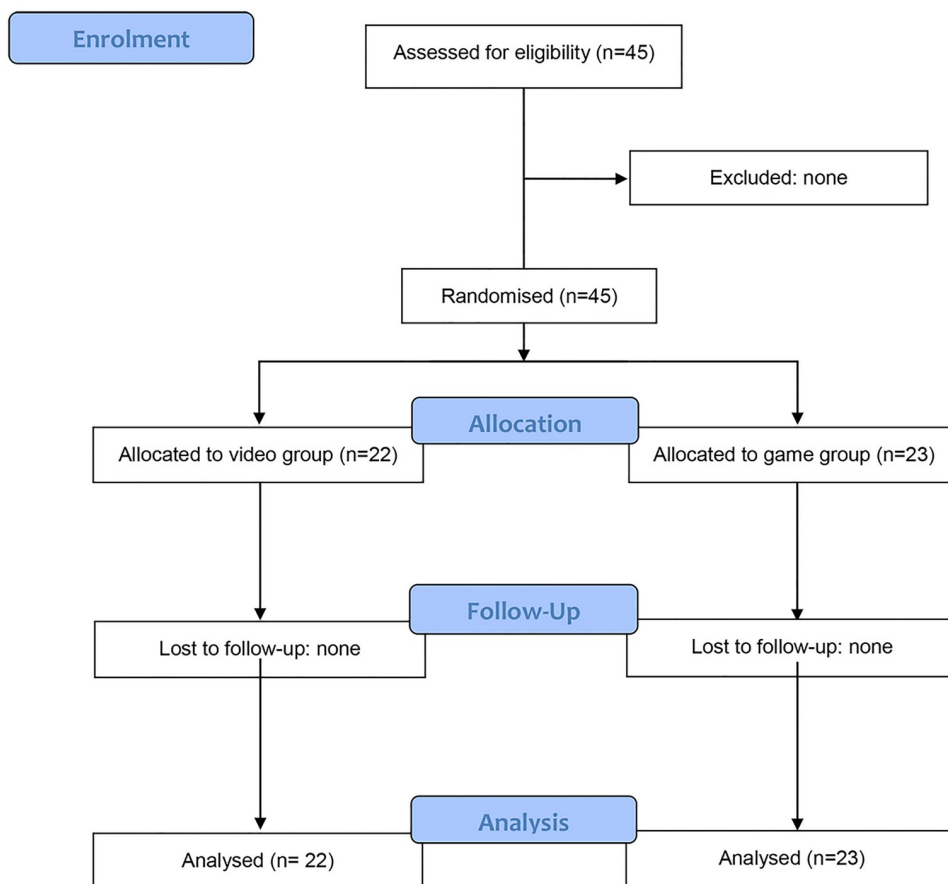 Enrolment
Assessed for eligibility (n=45)
Excluded: none
Randomised (n=45)
Allocation
Allocated to video group (n=22)
Allocated to game group (n=23)
Follow-Up
Lost to follow-up: none
Lost to follow-up: none
Analysis
Analysed (n= 22)
Analysed (n=23)